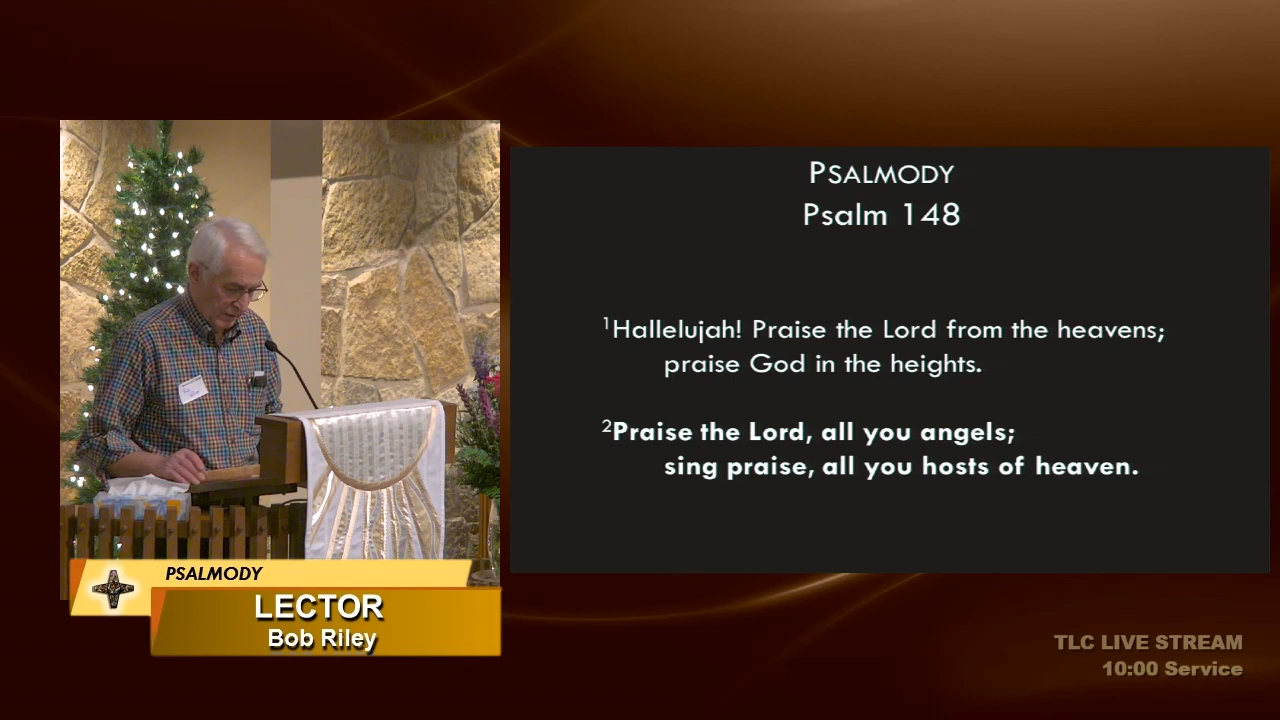 PSALMODY
Psalm 148
1Hallelujah! Praise the Lord from the heavens;
praise God in the heights.
2Praise the Lord, all you angels;
sing praise, all you hosts of heaven.
PSALMODY
LECTOR
Bob Riley
TLC LIVE STREAM
10:00 Service